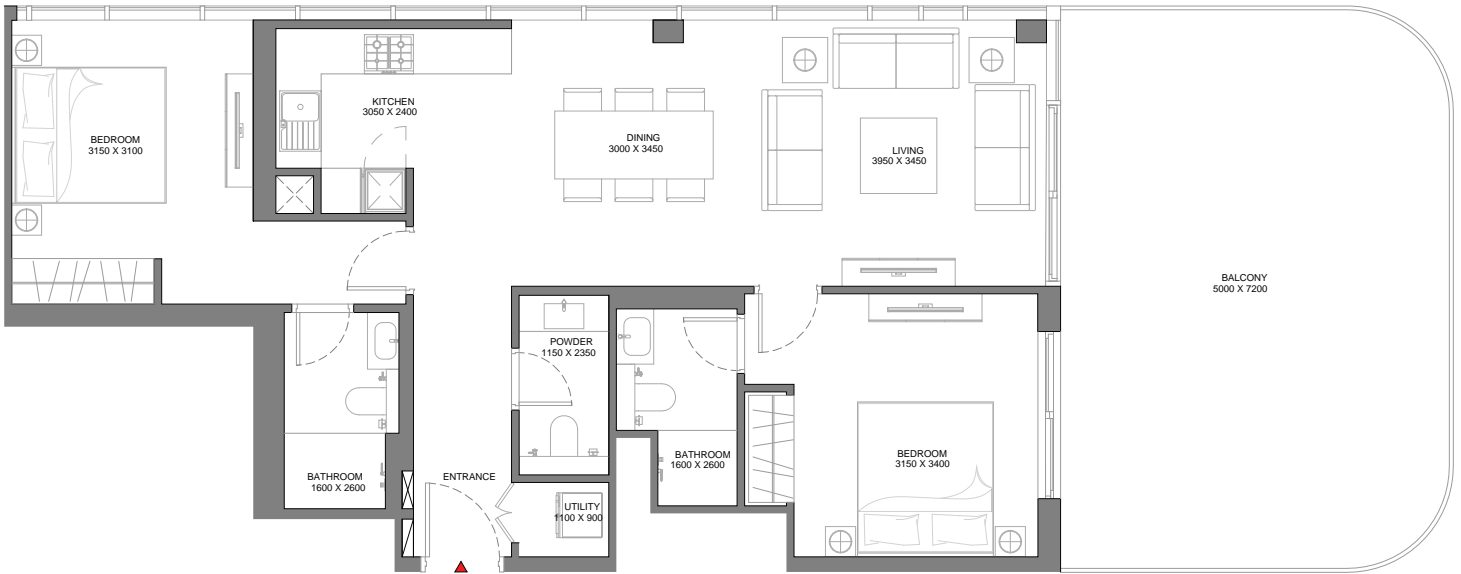 BEDROOM
3150 X 3100
KITCHEN
3050 X 2400
DINING
3000 X 3450
LIVING
3950 X 3450
BALCONY
5000 X 7200
POWDER
1150 X 2350
BATHROOM
1600 X 2600
ENTRANCE
UTILITY
1100 X 900
BATHROOM
1600 X 2600
BEDROOM
3150 X 3400